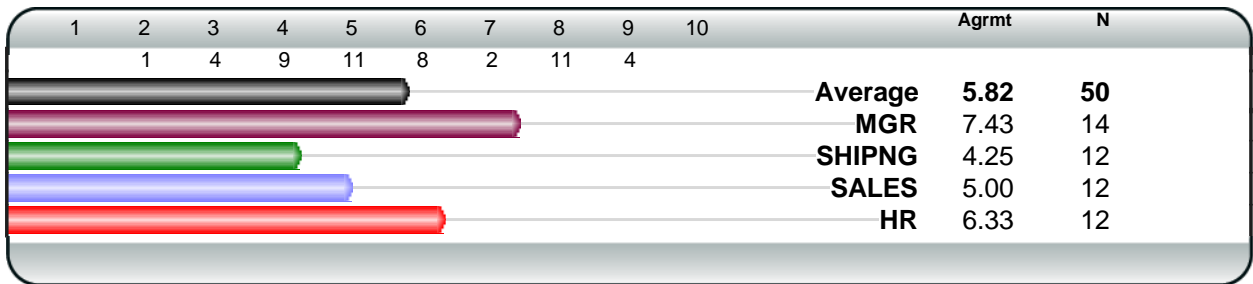 1 2 3 4 5 6 7 8 9 10 Agrmt N
1 4 9 11 8 2 11 4
Average 5.82 50
MGR 7.43 14
SHIPNG 4.25 12
SALES 5.00 12
HR 6.33 12